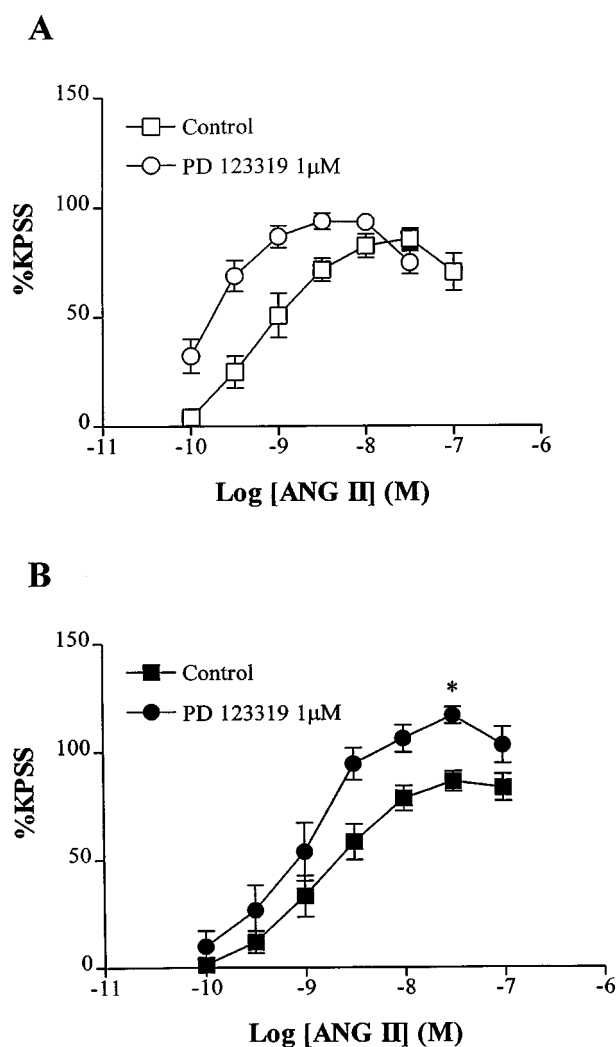 A
150
Control
PD 123319 1μM
100
%KPSS
50
0
-11 -10 -9 -8 -7 -6
Log [ANG II] (M)
B
150
Control
*
PD 123319 1μM
100
%KPSS
50
0
-11 -10 -9 -8 -7 -6
Log [ANG II] (M)